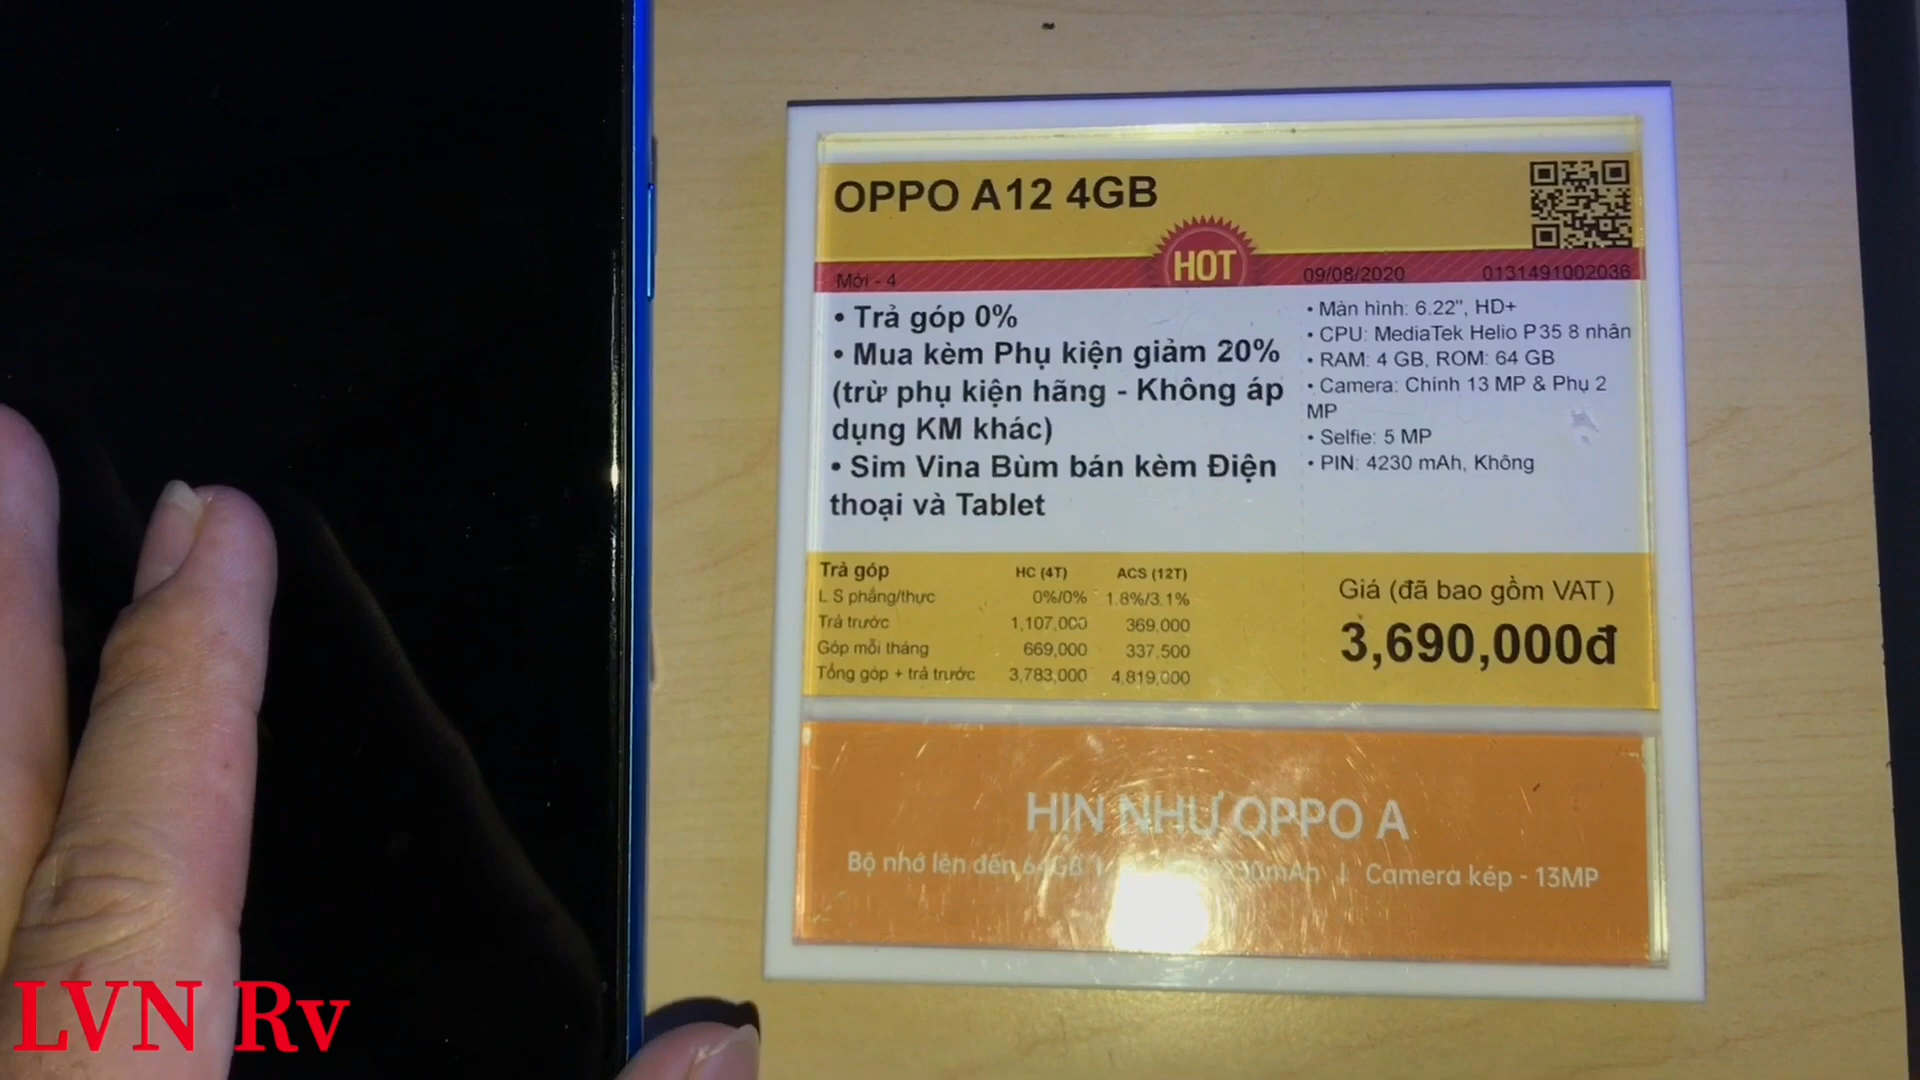 OPPO A12 4GB
HOT
Mới - 4
09/08/2020
0131491002036
• Trả góp 0%
• Mua kèm Phụ kiện giảm 20%
(trừ phụ kiện hãng - Không áp
dụng KM khác)
• Sim Vina Bùm bán kèm Điện
thoại và Tablet
• Màn hình: 6.22", HD+
• CPU: MediaTek Helio P35 8 nhân
• RAM: 4 GB, ROM: 64 GB
• Camera: Chính 13 MP & Phụ 2
MP
• Selfie: 5 MP
• PIN: 4230 mAh, Không
Trả góp HC (4T) ACS (12T)
L.S phẳng/thực 0%/0% 1.8%/3.1%
Trả trước 1,107,000 369,000
Góp mỗi tháng 669,000 337,500
Tổng góp + trả trước 3,783,000 4,819,000
Giá (đã bao gồm VAT)
3,690,000đ
HỊN NHƯ OPPO A
Bộ nhớ lên đến 64GB | Camera kép - 13MP
LVN Rv